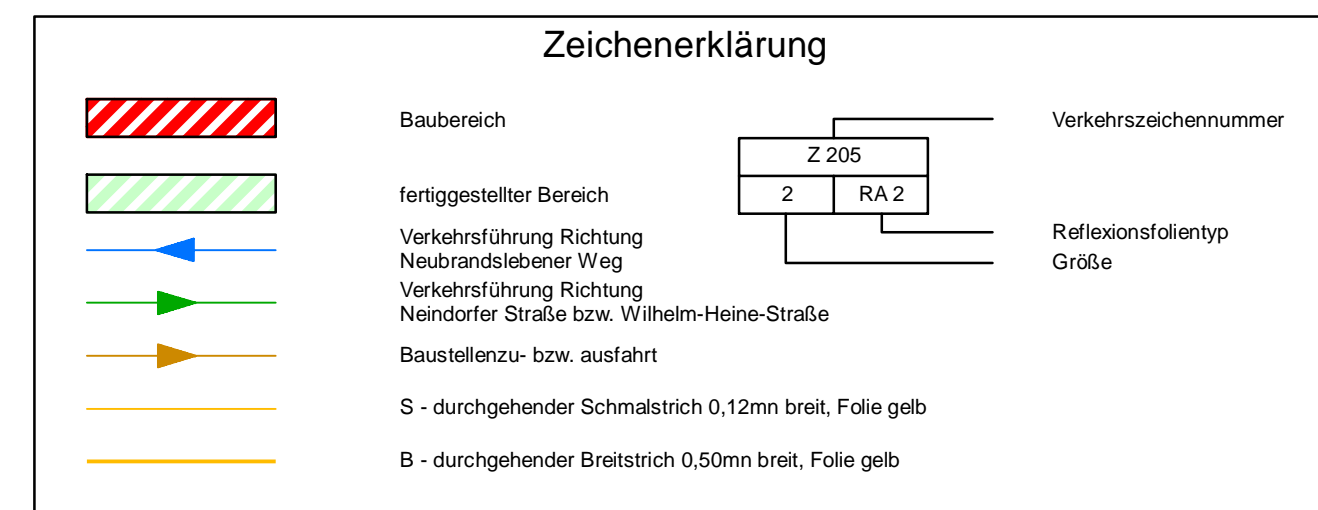 Zeichenerklärung
Baubereich
Verkehrszeichennummer
Z 205
fertiggestellter Bereich
2
RA 2
Verkehrsführung Richtung
Neubrandslebener Weg
Reflexionsfolientyp
Größe
Verkehrsführung Richtung
Neindorfer Straße bzw. Wilhelm-Heine-Straße
Baustellenzu- bzw. ausfahrt
S - durchgehender Schmalstrich 0,12mn breit, Folie gelb
B - durchgehender Breitstrich 0,50mn breit, Folie gelb